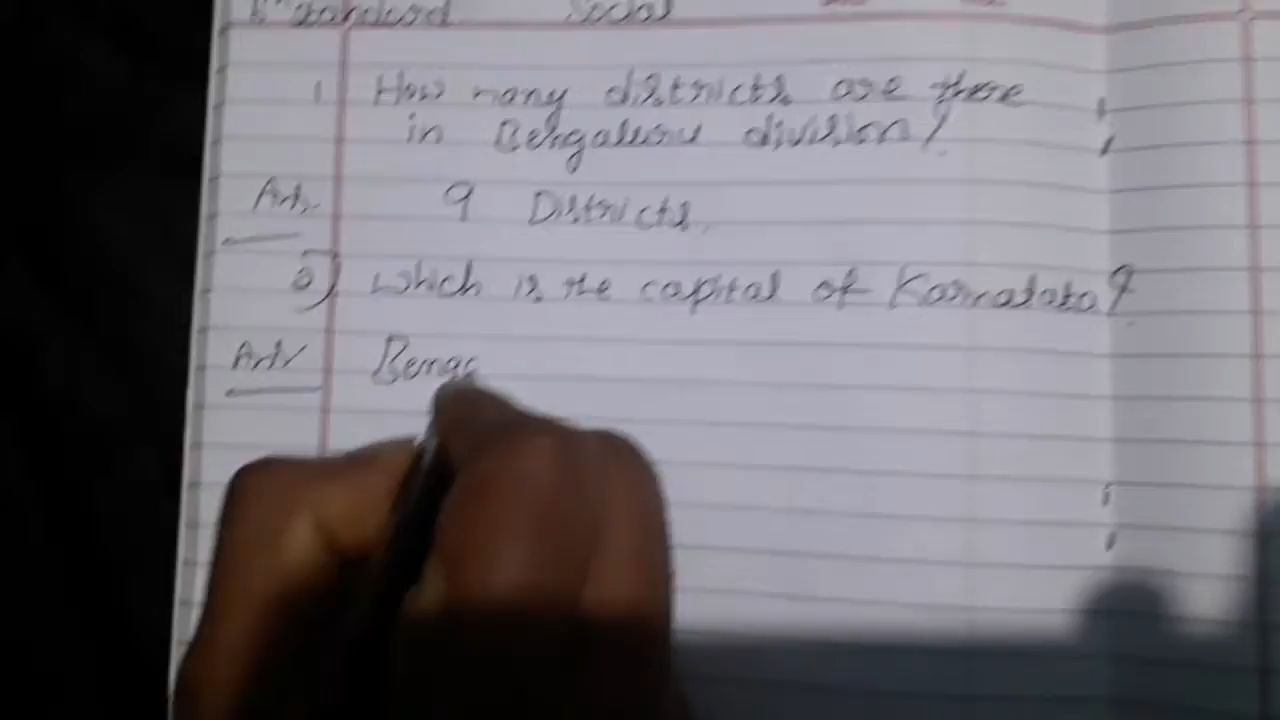 Standard Social
1 How many districts are there
in Bengaluru division?
Ans. 9 Districts.
2) which is the capital of Karnataka?
Ans Benga